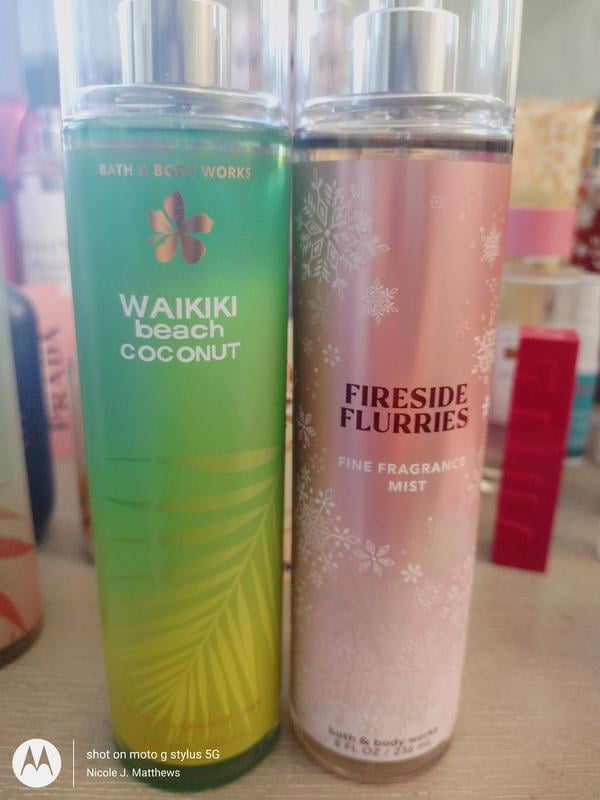 BATH & BODY WORKS
WAIKIKI
beach
COCONUT
FIRESIDE
FLURRIES
FINE FRAGRANCE
MIST
bath & body works
8 FL OZ / 236 mL
PRADA
shot on moto g stylus 5G
Nicole J. Matthews